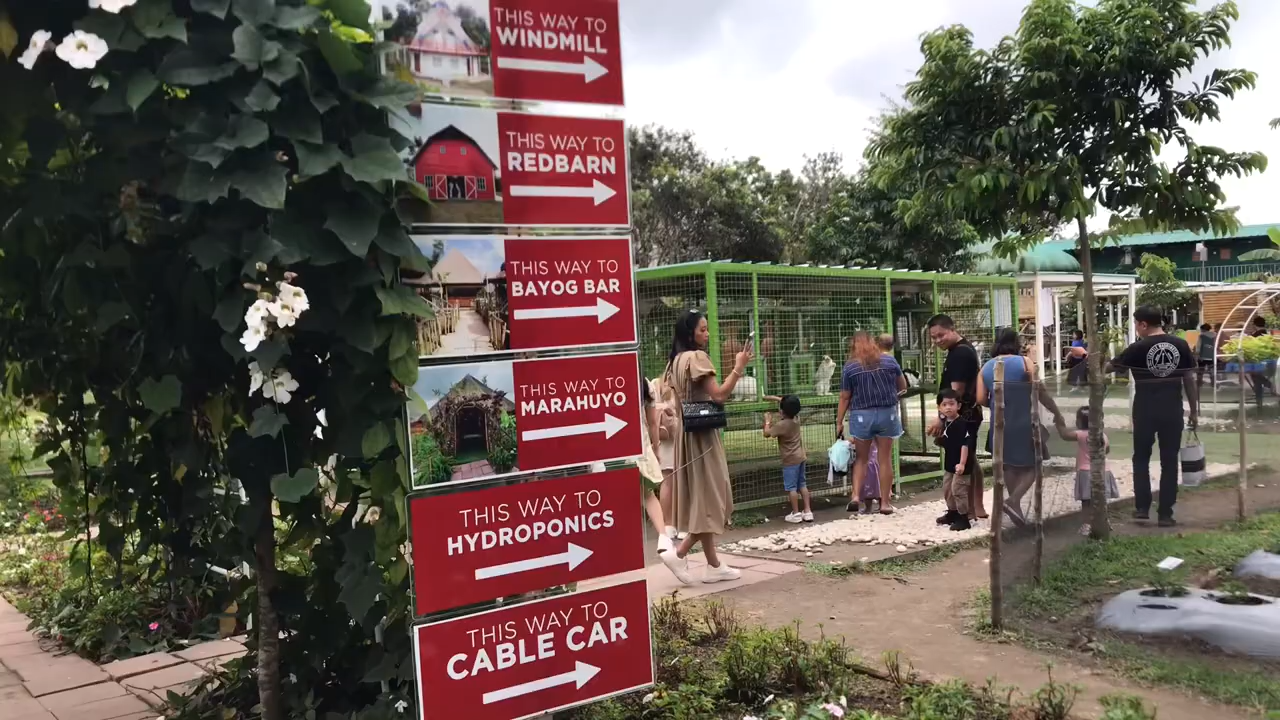 THIS WAY TO
WINDMILL
THIS WAY TO
REDBARN
THIS WAY TO
BAYOG BAR
THIS WAY TO
MARAHUYO
THIS WAY TO
HYDROPONICS
THIS WAY TO
CABLE CAR